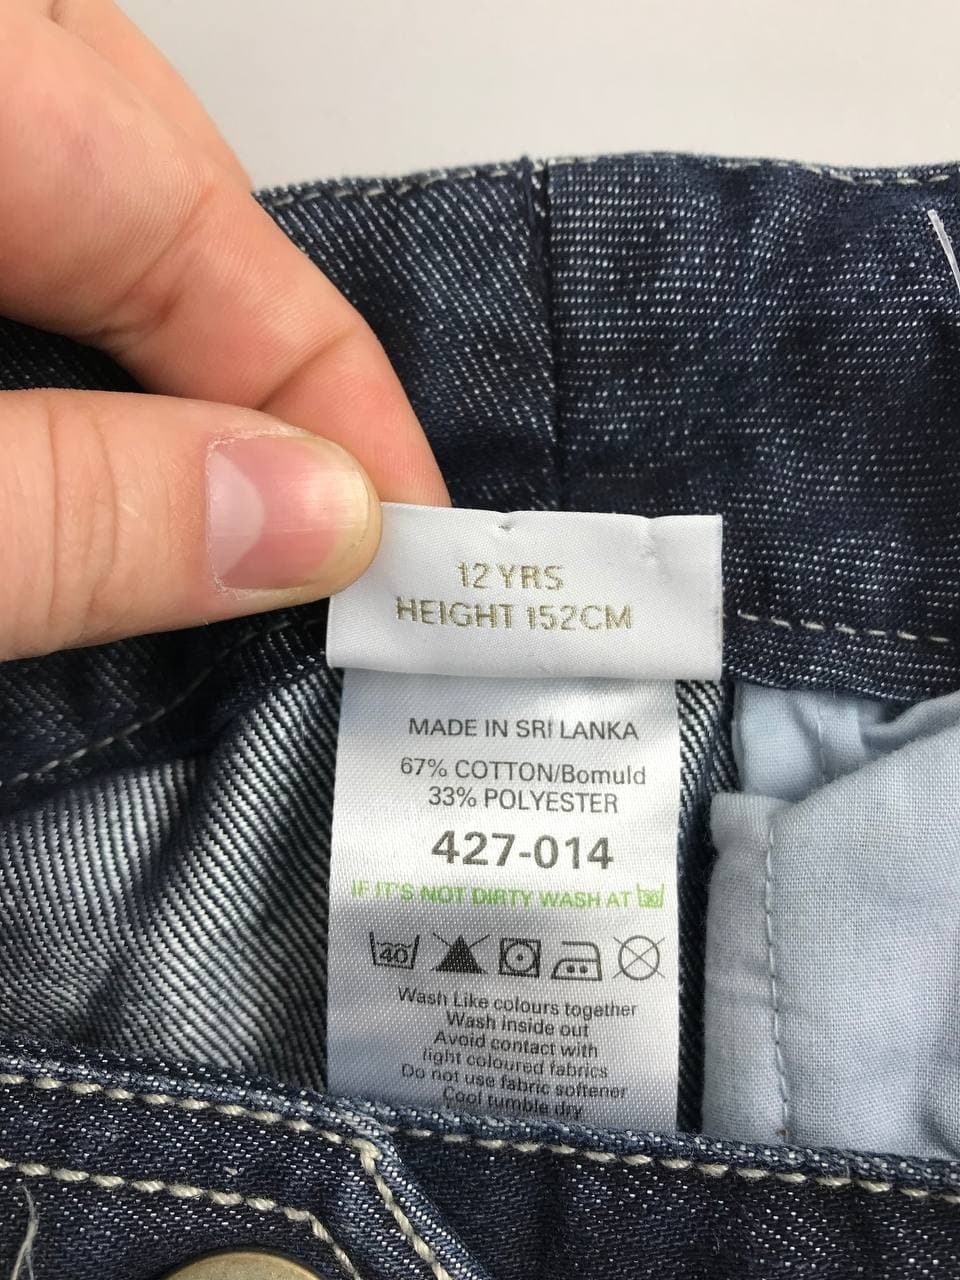 12 YRS
HEIGHT 152CM
MADE IN SRI LANKA
67% COTTON/Bomuld
33% POLYESTER
427-014
IF IT'S NOT DIRTY WASH AT 30
40
Wash Like colours together
Wash inside out
Avoid contact with
light coloured fabrics
Do not use fabric softener
Cool tumble dry